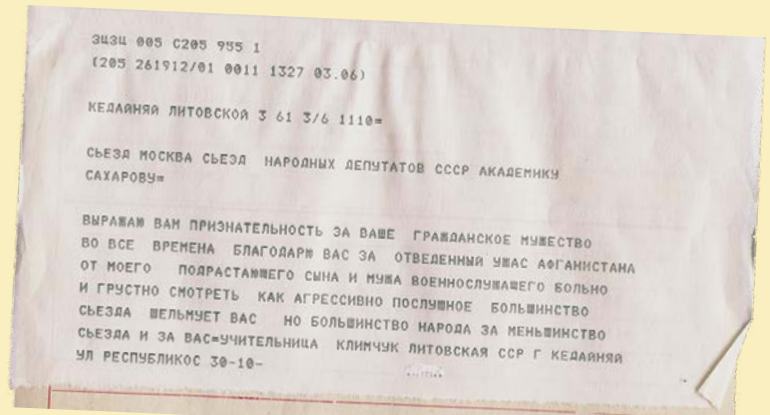 ЗЦЗЦ 005 С205 955 1
(205 261912/01 0011 1327 03.06)
КЕДАЙНЯЙ ЛИТОВСКОЙ 3 61 3/6 1110=
СЬЕЗД МОСКВА СЬЕЗД НАРОДНЫХ ДЕПУТАТОВ СССР АКАДЕМИКУ
САХАРОВУ=
ВЫРАЖАЮ ВАМ ПРИЗНАТЕЛЬНОСТЬ ЗА ВАШЕ ГРАЖДАНСКОЕ МУЖЕСТВО
ВО ВСЕ ВРЕМЕНА БЛАГОДАРЮ ВАС ЗА ОТВЕДЕННЫЙ УЖАС АФГАНИСТАНА
ОТ МОЕГО ПОДРАСТАЮЩЕГО СЫНА И МУЖА ВОЕННОСЛУЖАЩЕГО БОЛЬНО
И ГРУСТНО СМОТРЕТЬ КАК АГРЕССИВНО ПОСЛУШНОЕ БОЛЬШИНСТВО
СЬЕЗДА ШЕЛЬМУЕТ ВАС НО БОЛЬШИНСТВО НАРОДА ЗА МЕНЬШИНСТВО
СЬЕЗДА И ЗА ВАС=УЧИТЕЛЬНИЦА КЛИМЧУК ЛИТОВСКАЯ ССР Г КЕДАЙНЯЙ
УЛ РЕСПУБЛИКОС 30-10-